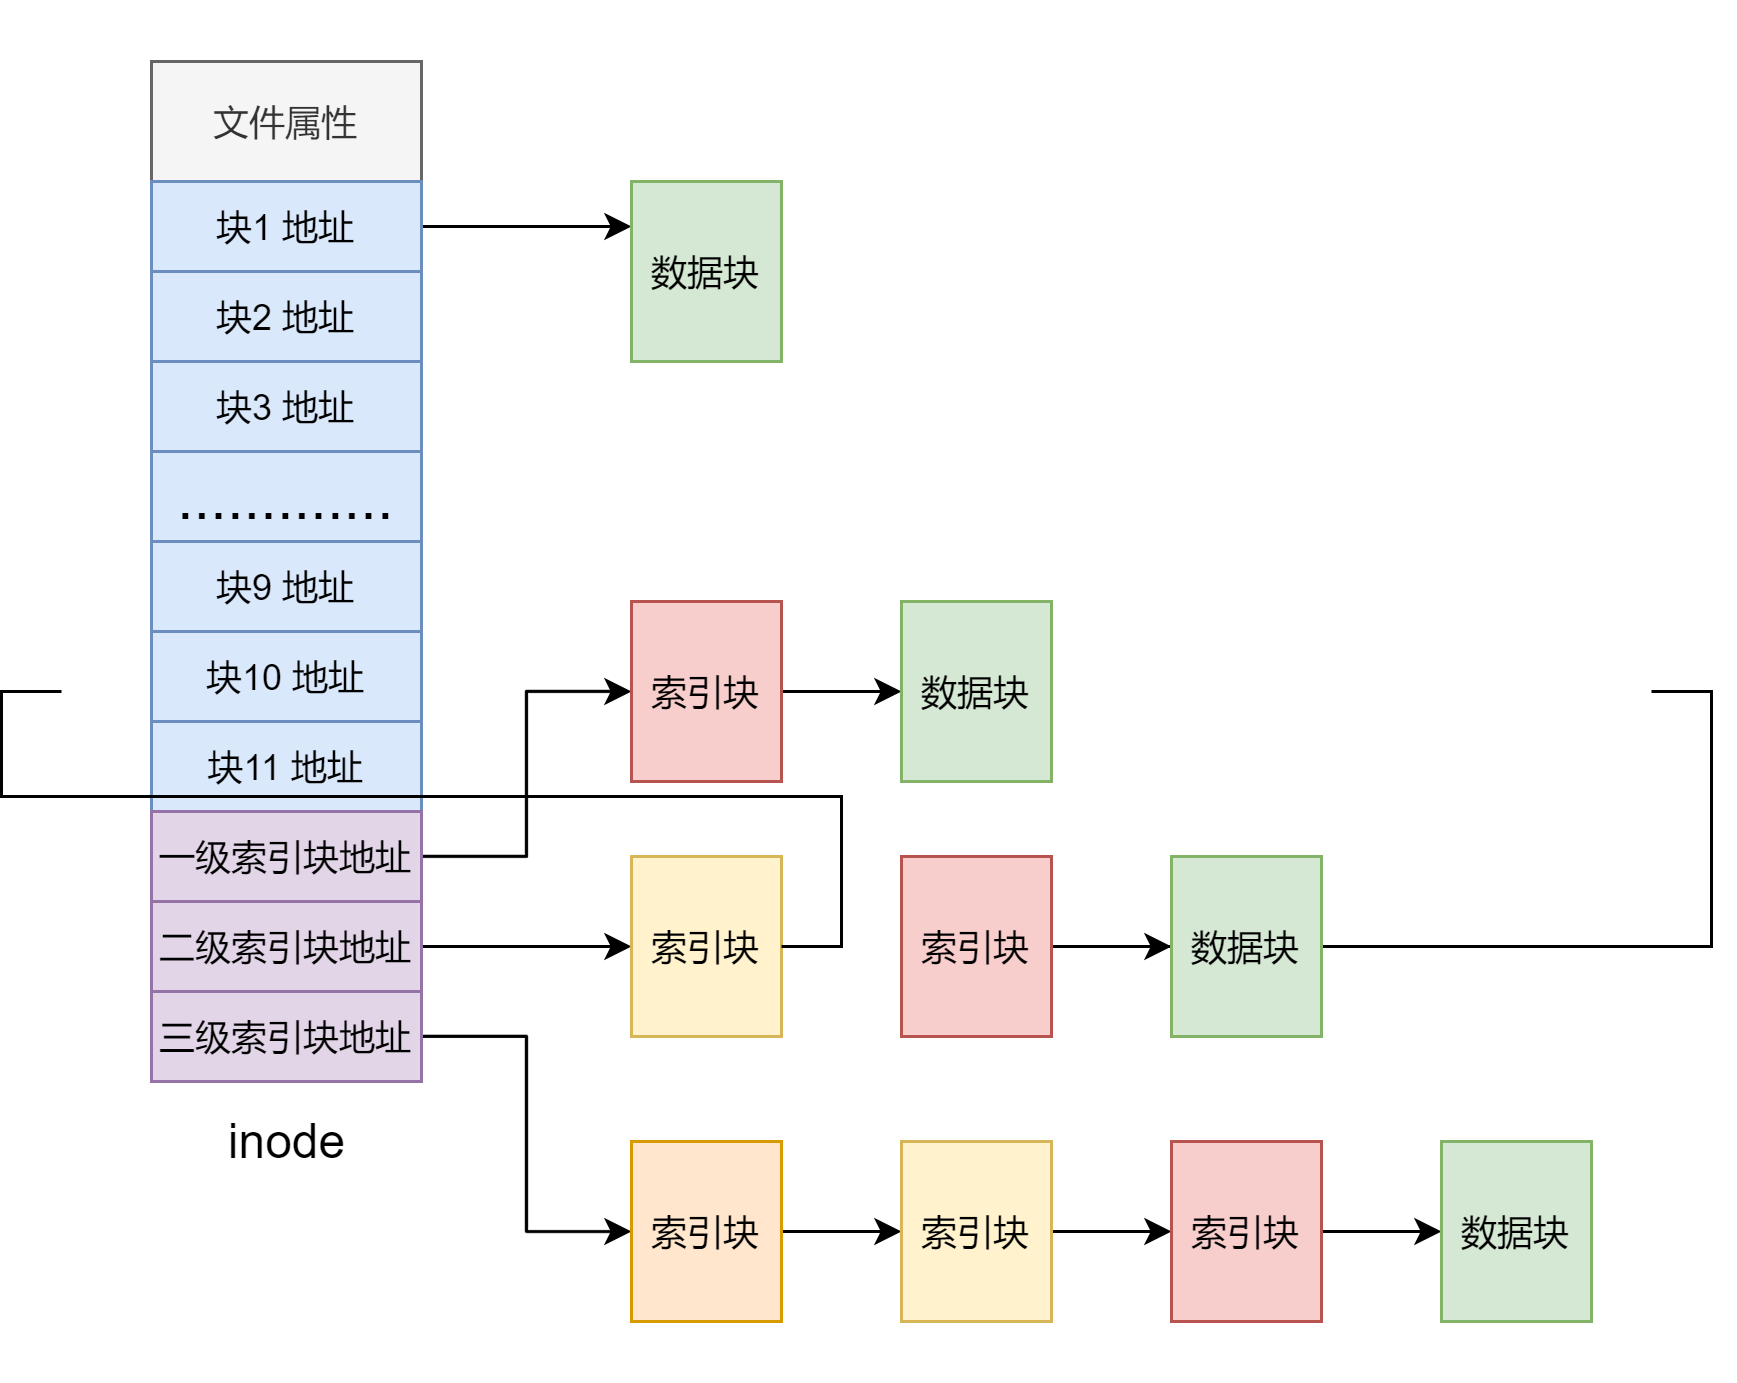 文件属性
块1 地址
数据块
块2 地址
块3 地址
.............
块9 地址
块10 地址
索引块
数据块
块11 地址
一级索引块地址
二级索引块地址
索引块
索引块
数据块
三级索引块地址
inode
索引块
索引块
索引块
数据块